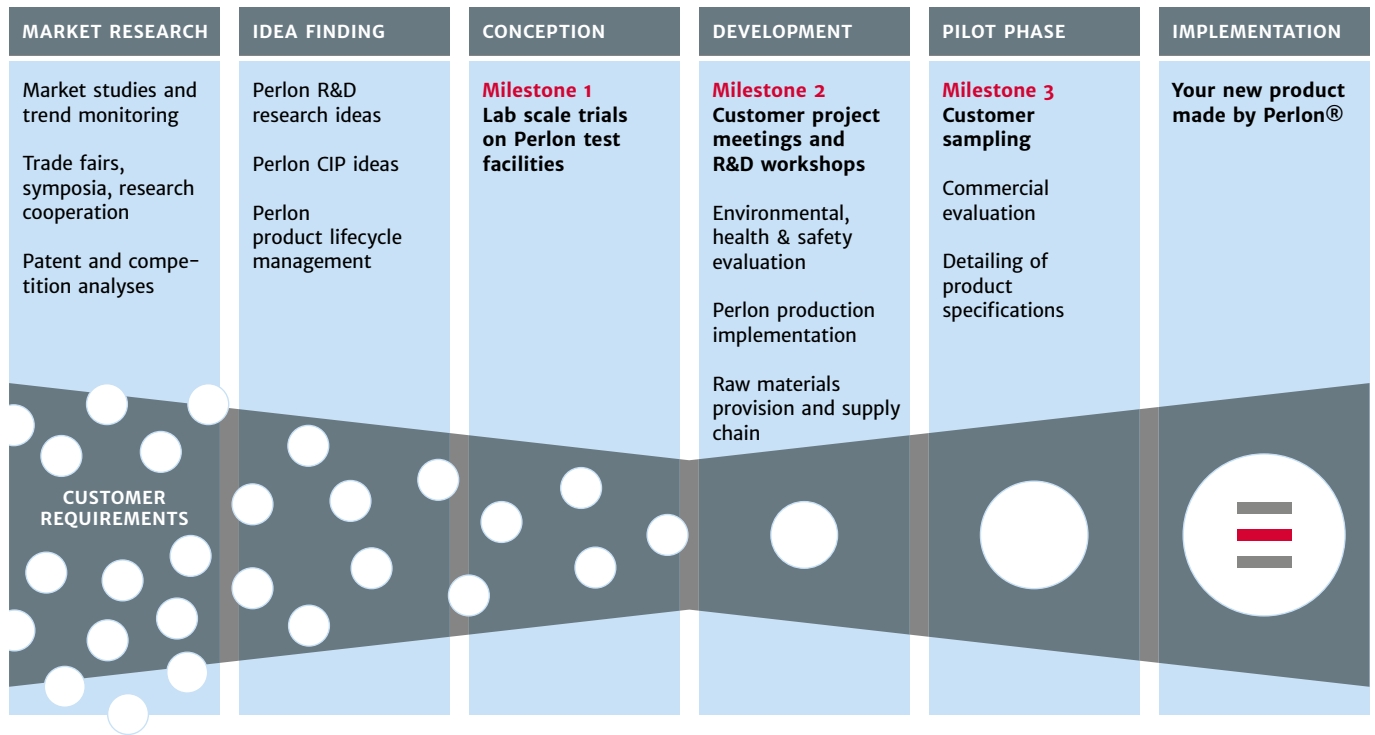 MARKET RESEARCH
Market studies and
trend monitoring
Trade fairs,
symposia, research
cooperation
Patent and compe-
tition analyses
IDEA FINDING
Perlon R&D
research ideas
Perlon CIP ideas
Perlon
product lifecycle
management
CONCEPTION
Milestone 1
Lab scale trials
on Perlon test
facilities
DEVELOPMENT
Milestone 2
Customer project
meetings and
R&D workshops
Environmental,
health & safety
evaluation
Perlon production
implementation
Raw materials
provision and supply
chain
PILOT PHASE
Milestone 3
Customer
sampling
Commercial
evaluation
Detailing of
product
specifications
IMPLEMENTATION
Your new product
made by Perlon®
CUSTOMER
REQUIREMENTS